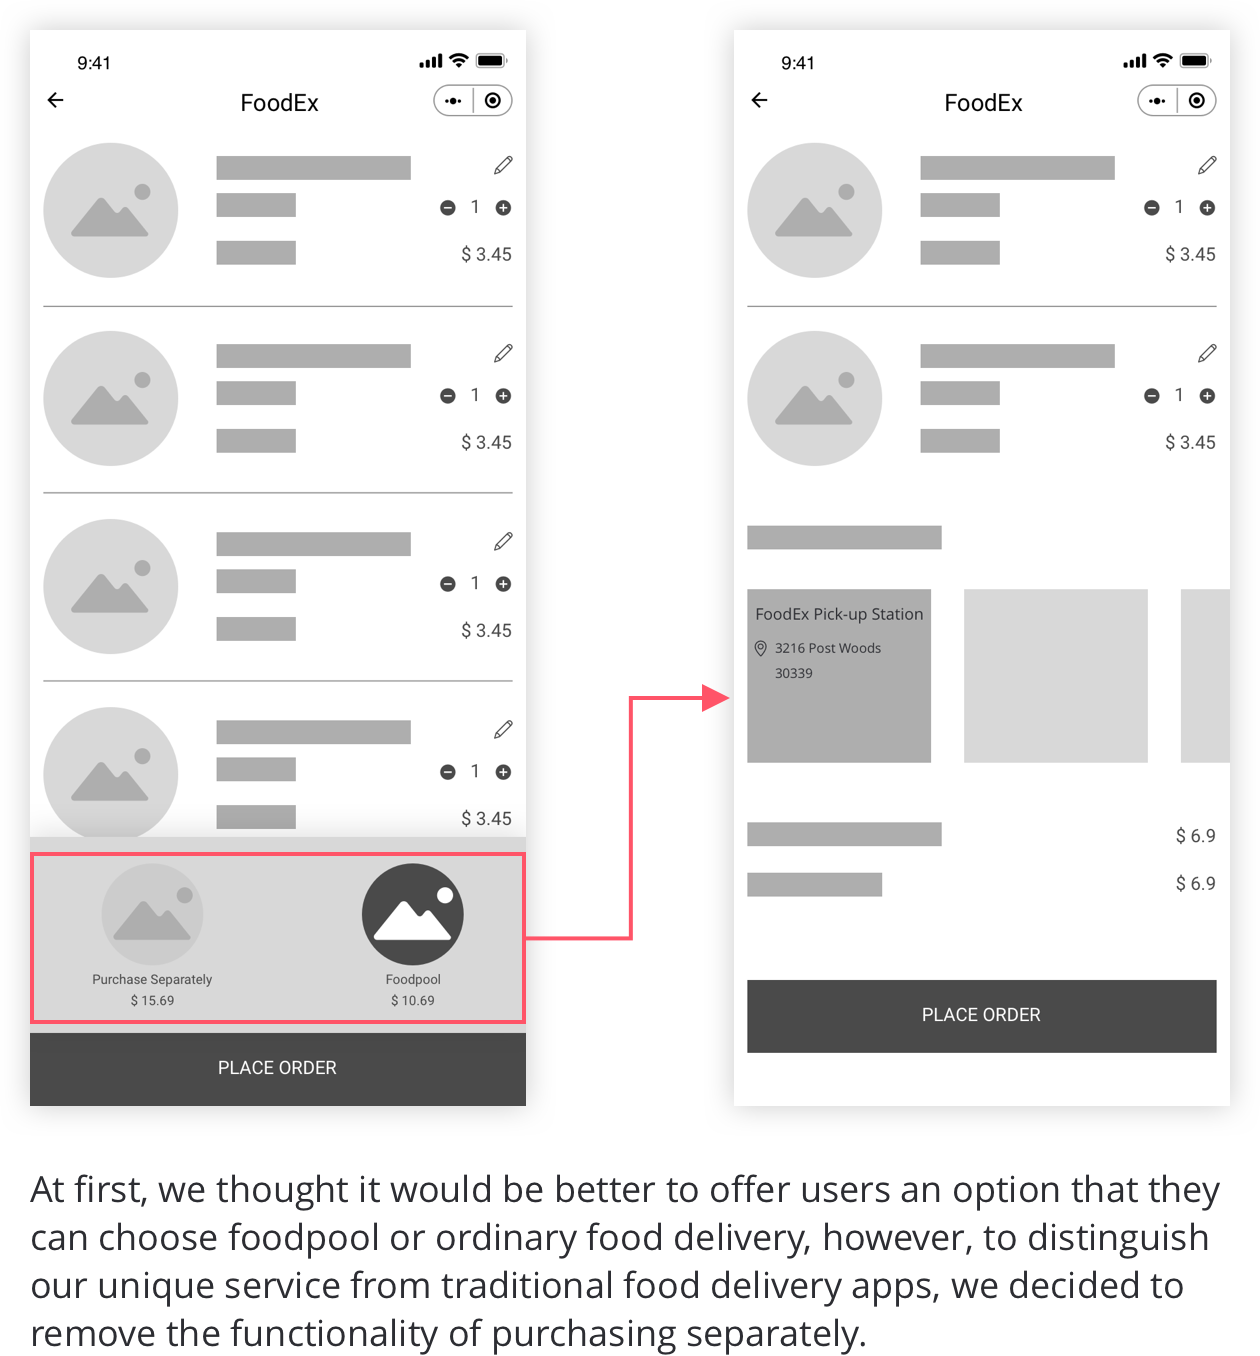 9:41
FoodEx
1
$ 3.45
1
$ 3.45
1
$ 3.45
1
$ 3.45
Purchase Separately
$ 15.69
Foodpool
$ 10.69
PLACE ORDER
9:41
FoodEx
1
$ 3.45
1
$ 3.45
FoodEx Pick-up Station
3216 Post Woods
30339
$ 6.9
$ 6.9
PLACE ORDER
At first, we thought it would be better to offer users an option that they
can choose foodpool or ordinary food delivery, however, to distinguish
our unique service from traditional food delivery apps, we decided to
remove the functionality of purchasing separately.